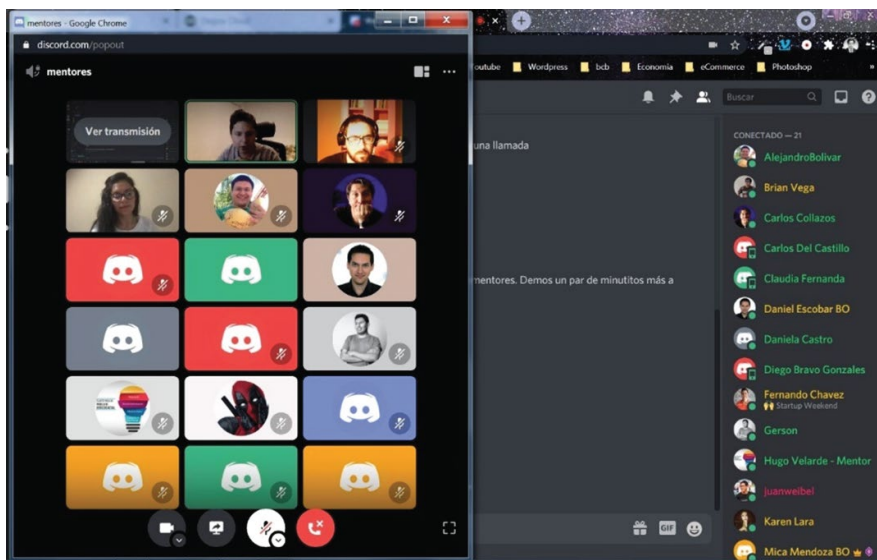 mentores - Google Chrome
discord.com/popout
mentores
Ver transmisión
outube
Wordpress
bcb
Economia
eCommerce
Photoshop
»
Buscar
una llamada
mentores. Demos un par de minutitos más a
GIF
CONECTADO — 21
AlejandroBolivar
Brian Vega
Carlos Collazos
Carlos Del Castillo
Claudia Fernanda
Daniel Escobar BO
Daniela Castro
Diego Bravo Gonzales
Fernando Chavez
Startup Weekend
Gerson
Hugo Velarde - Mentor
juanweibel
Karen Lara
Mica Mendoza BO